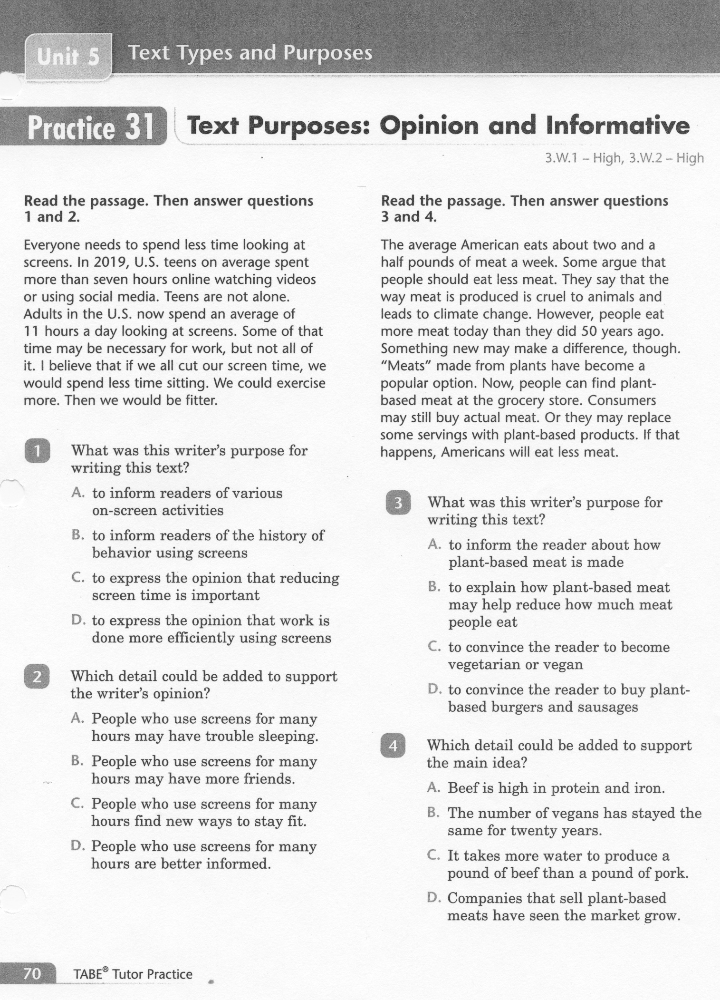 Unit 5 Text Types and Purposes
Practice 31 Text Purposes: Opinion and Informative
3.W.1 – High, 3.W.2 – High
Read the passage. Then answer questions
1 and 2.
Everyone needs to spend less time looking at
screens. In 2019, U.S. teens on average spent
more than seven hours online watching videos
or using social media. Teens are not alone.
Adults in the U.S. now spend an average of
11 hours a day looking at screens. Some of that
time may be necessary for work, but not all of
it. I believe that if we all cut our screen time, we
would spend less time sitting. We could exercise
more. Then we would be fitter.
1 What was this writer's purpose for
writing this text?
A. to inform readers of various
on-screen activities
B. to inform readers of the history of
behavior using screens
C. to express the opinion that reducing
screen time is important
D. to express the opinion that work is
done more efficiently using screens
2 Which detail could be added to support
the writer's opinion?
A. People who use screens for many
hours may have trouble sleeping.
B. People who use screens for many
hours may have more friends.
C. People who use screens for many
hours find new ways to stay fit.
D. People who use screens for many
hours are better informed.
Read the passage. Then answer questions
3 and 4.
The average American eats about two and a
half pounds of meat a week. Some argue that
people should eat less meat. They say that the
way meat is produced is cruel to animals and
leads to climate change. However, people eat
more meat today than they did 50 years ago.
Something new may make a difference, though.
"Meats" made from plants have become a
popular option. Now, people can find plant-
based meat at the grocery store. Consumers
may still buy actual meat. Or they may replace
some servings with plant-based products. If that
happens, Americans will eat less meat.
3 What was this writer's purpose for
writing this text?
A. to inform the reader about how
plant-based meat is made
B. to explain how plant-based meat
may help reduce how much meat
people eat
C. to convince the reader to become
vegetarian or vegan
D. to convince the reader to buy plant-
based burgers and sausages
4 Which detail could be added to support
the main idea?
A. Beef is high in protein and iron.
B. The number of vegans has stayed the
same for twenty years.
C. It takes more water to produce a
pound of beef than a pound of pork.
D. Companies that sell plant-based
meats have seen the market grow.
70 TABE® Tutor Practice